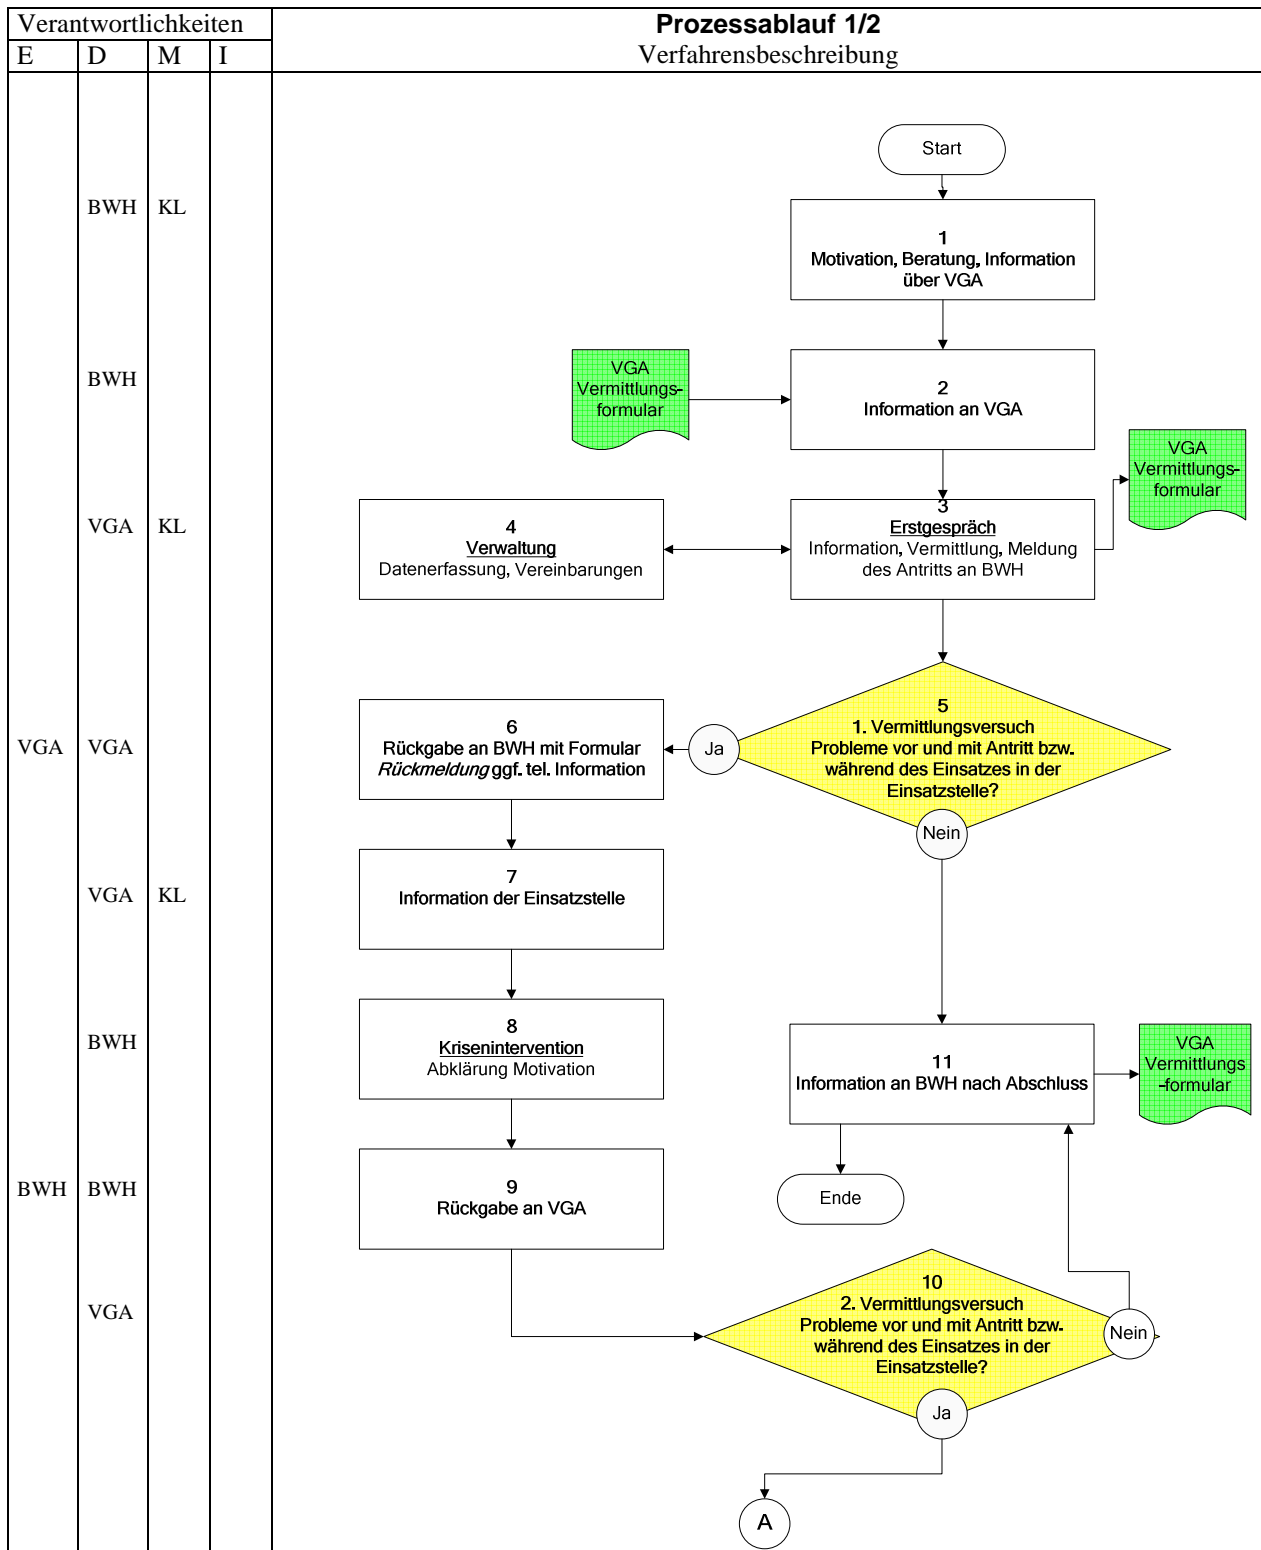 Verantwortlichkeiten
Prozessablauf 1/2
E D M I
Verfahrensbeschreibung
Start
BWH KL
1
Motivation, Beratung, Information
über VGA
BWH
VGA
Vermittlungs-
formular
2
Information an VGA
VGA
Vermittlungs-
formular
VGA KL
4
Verwaltung
Datenerfassung, Vereinbarungen
3
Erstgespräch
Information, Vermittlung, Meldung
des Antritts an BWH
VGA VGA
6
Rückgabe an BWH mit Formular
Rückmeldung ggf. tel. Information
Ja
5
1. Vermittlungsversuch
Probleme vor und mit Antritt bzw.
während des Einsatzes in der
Einsatzstelle?
Nein
VGA KL
7
Information der Einsatzstelle
BWH
8
Krisenintervention
Abklärung Motivation
11
Information an BWH nach Abschluss
VGA
Vermittlungs
-formular
BWH BWH
9
Rückgabe an VGA
Ende
VGA
10
2. Vermittlungsversuch
Probleme vor und mit Antritt bzw.
während des Einsatzes in der
Einsatzstelle?
Nein
Ja
A